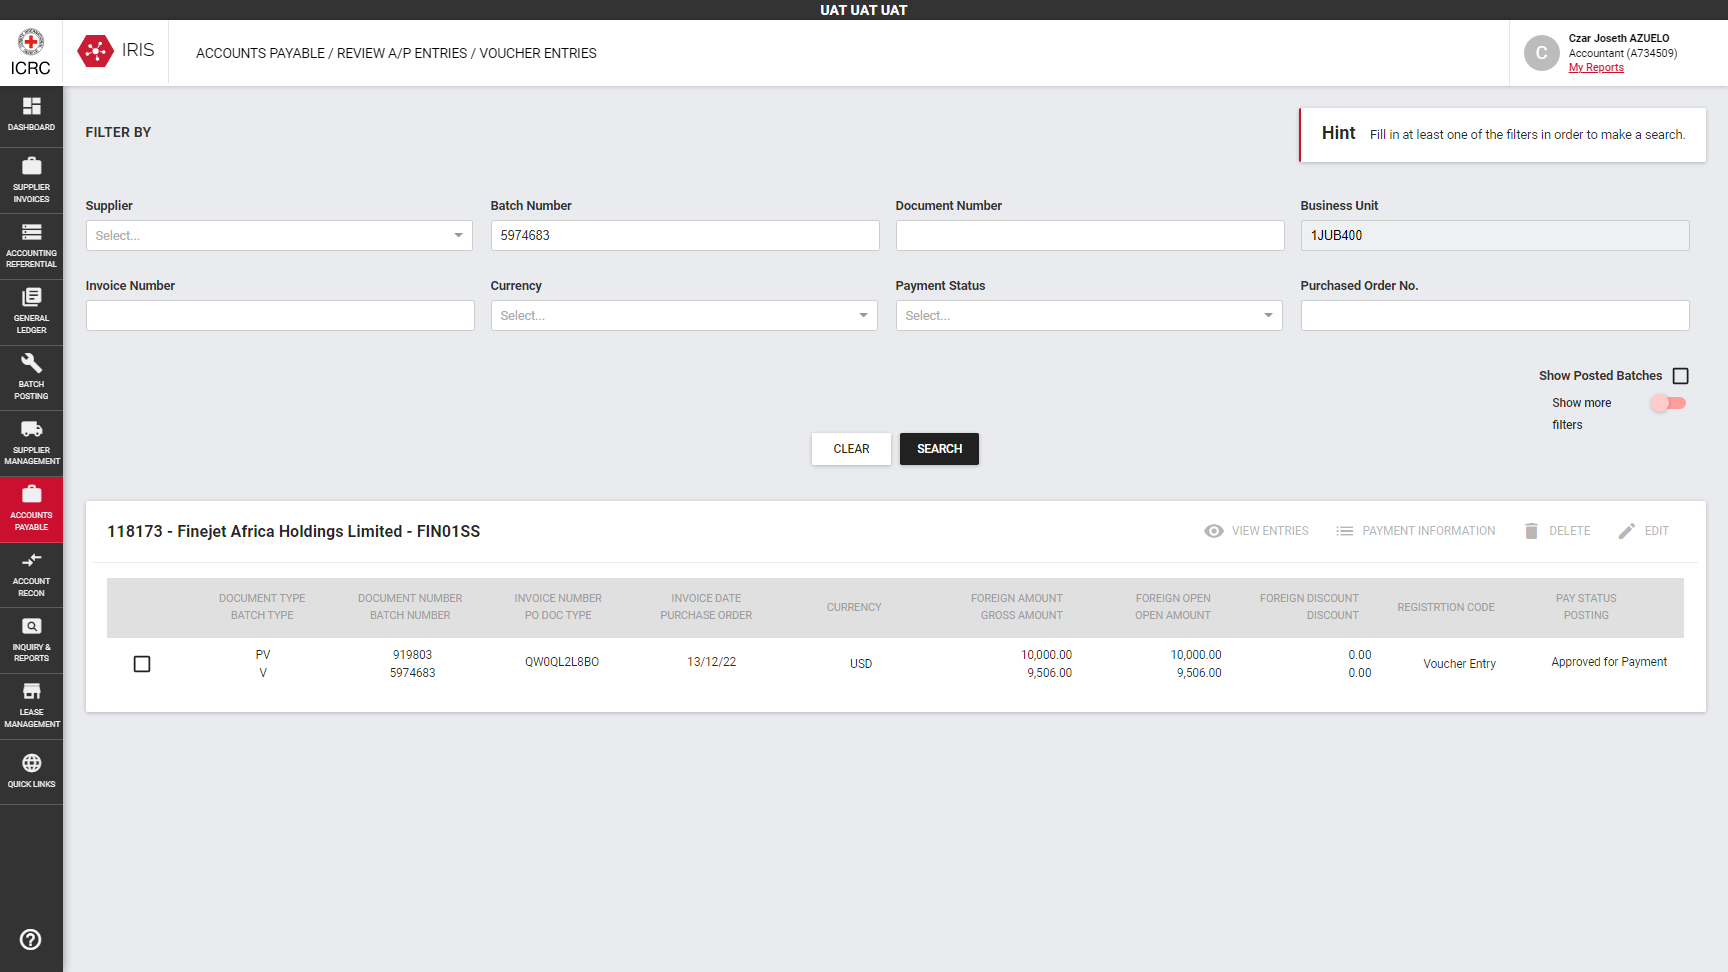 UAT UAT UAT
ICRC
IRIS
ACCOUNTS PAYABLE / REVIEW A/P ENTRIES / VOUCHER ENTRIES
C
Czar Joseth AZUELO
Accountant (A734509)
My Reports
DASHBOARD
SUPPLIER
INVOICES
ACCOUNTING
REFERENTIAL
GENERAL
LEDGER
BATCH
POSTING
SUPPLIER
MANAGEMENT
ACCOUNTS
PAYABLE
ACCOUNT
RECON
INQUIRY &
REPORTS
LEASE
MANAGEMENT
QUICK LINKS
FILTER BY
Hint Fill in at least one of the filters in order to make a search.
Supplier Batch Number Document Number Business Unit
Select... 5974683 1JUB400
Invoice Number Currency Payment Status Purchased Order No.
Select... Select...
Show Posted Batches
Show more
filters
CLEAR SEARCH
118173 - Finejet Africa Holdings Limited - FIN01SS VIEW ENTRIES PAYMENT INFORMATION DELETE EDIT
DOCUMENT TYPE DOCUMENT NUMBER INVOICE NUMBER INVOICE DATE FOREIGN AMOUNT FOREIGN OPEN FOREIGN DISCOUNT PAY STATUS
CURRENCY REGISTRTION CODE
BATCH TYPE BATCH NUMBER PO DOC TYPE PURCHASE ORDER GROSS AMOUNT OPEN AMOUNT DISCOUNT POSTING
PV 919803 10,000.00 10,000.00 0.00
QW0QL2L8BO 13/12/22 USD Voucher Entry Approved for Payment
V 5974683 9,506.00 9,506.00 0.00